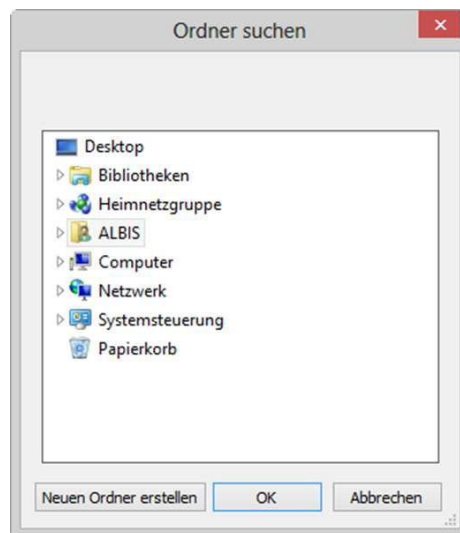 Ordner suchen
Desktop
Bibliotheken
Heimnetzgruppe
ALBIS
Computer
Netzwerk
Systemsteuerung
Papierkorb
Neuen Ordner erstellen OK Abbrechen